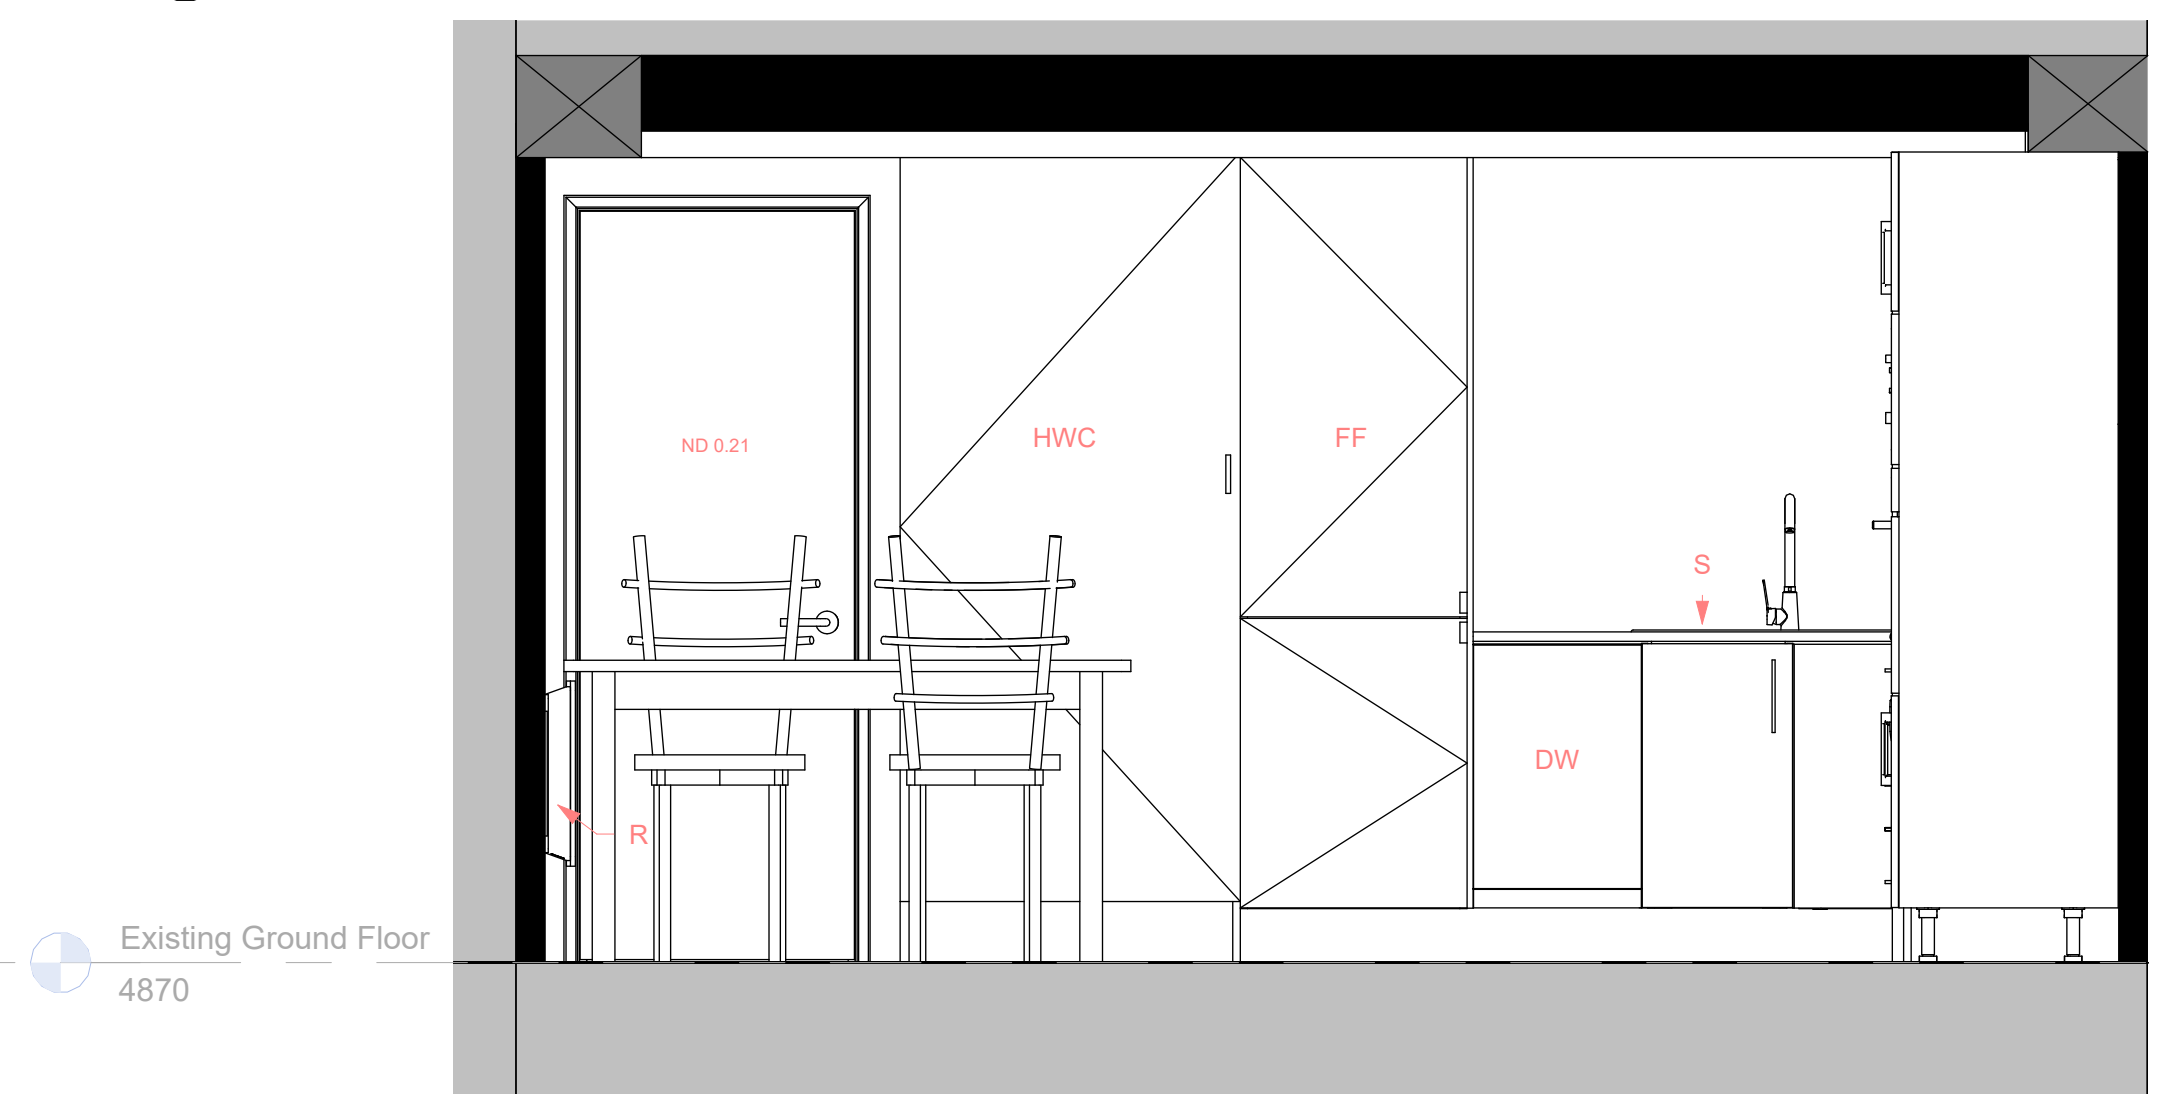 HWC
FF
ND 0.21
S
DW
R
Existing Ground Floor
4870